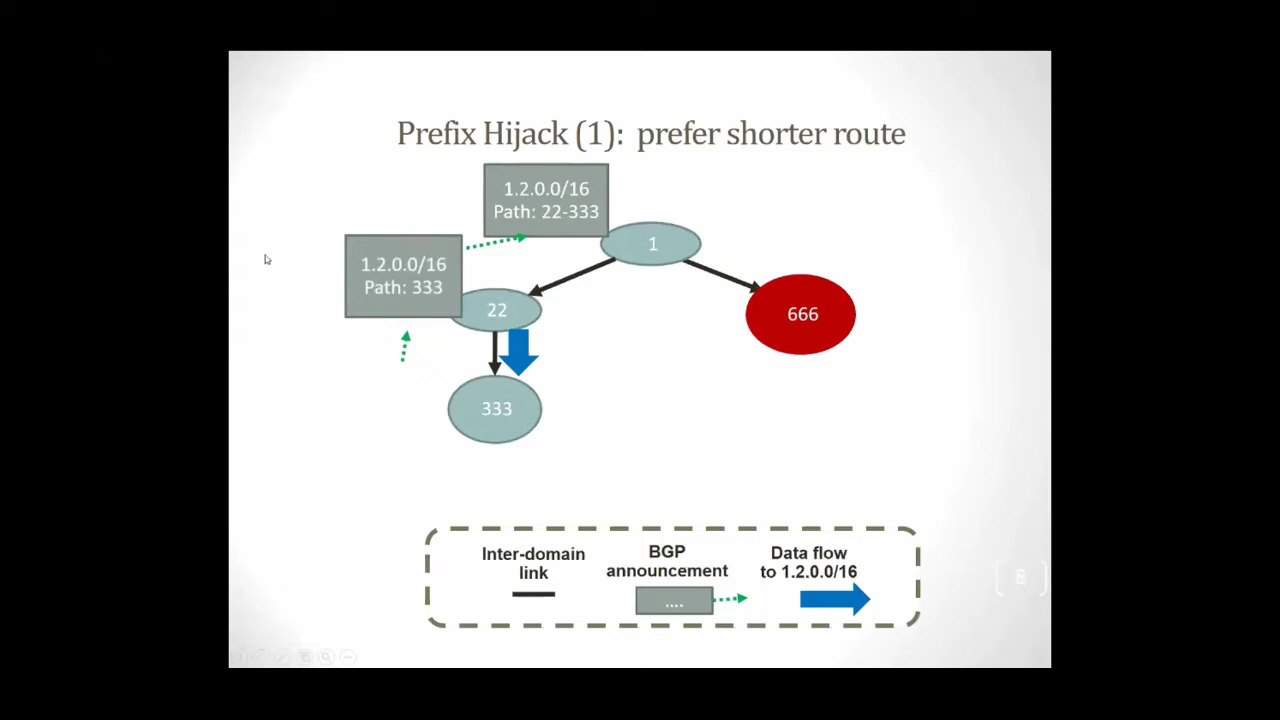 Prefix Hijack (1): prefer shorter route
1.2.0.0/16
Path: 22-333
1
1.2.0.0/16
Path: 333
22
666
333
Inter-domain
link
BGP
announcement
....
Data flow
to 1.2.0.0/16
8